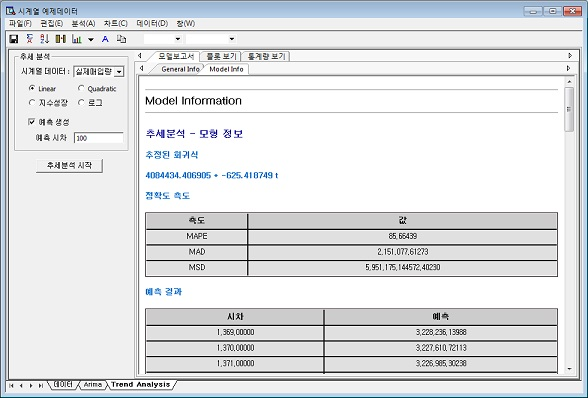 시계열 예제데이터
파일(F) 편집(E) 분석(A) 차트(C) 데이터(D) 창(W)
추세 분석
시계열 데이터 : 실제매입량
Linear Quadratic
지수성장 로그
예측 생성
예측 시차 100
추세분석 시작
모델보고서 플롯 보기 통계량 보기
General Info Model Info
Model Information
추세분석 - 모형 정보
추정된 회귀식
4084434.406905 + -625.418749 t
정확도 측도
측도 값
MAPE 85,66439
MAD 2,151,077,61273
MSD 5,951,175,144572,40230
예측 결과
시차 예측
1,369,00000 3,228,236,13988
1,370,00000 3,227,610,72113
1,371,00000 3,226,985,30238
데이터 Arima Trend Analysis